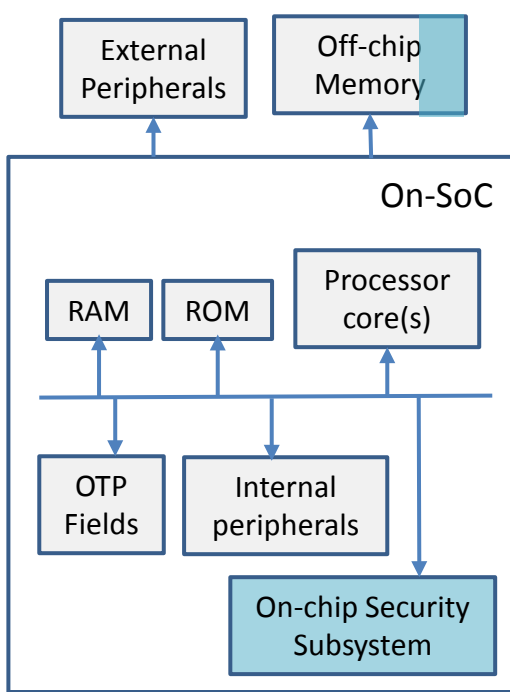 External
Peripherals
Off-chip
Memory
On-SoC
RAM
ROM
Processor
core(s)
OTP
Fields
Internal
peripherals
On-chip Security
Subsystem